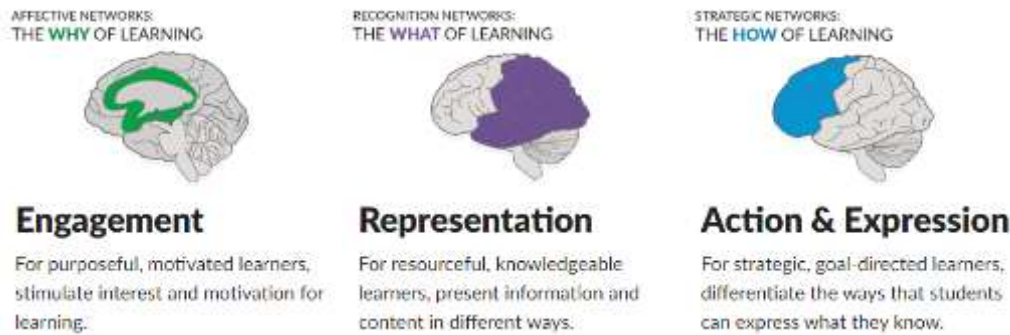 AFFECTIVE NETWORKS:
THE WHY OF LEARNING
Engagement
For purposeful, motivated learners,
stimulate interest and motivation for
learning.
RECOGNITION NETWORKS:
THE WHAT OF LEARNING
Representation
For resourceful, knowledgeable
learners, present information and
content in different ways.
STRATEGIC NETWORKS:
THE HOW OF LEARNING
Action & Expression
For strategic, goal-directed learners,
differentiate the ways that students
can express what they know.